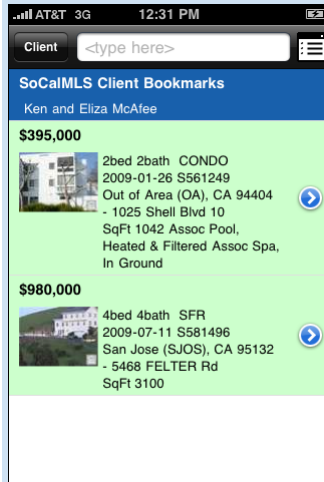 AT&T 3G 12:31 PM
Client <type here>
SoCalMLS Client Bookmarks
Ken and Eliza McAfee
$395,000
2bed 2bath CONDO
2009-01-26 S561249
Out of Area (OA), CA 94404
- 1025 Shell Blvd 10
SqFt 1042 Assoc Pool,
Heated & Filtered Assoc Spa,
In Ground
$980,000
4bed 4bath SFR
2009-07-11 S581496
San Jose (SJOS), CA 95132
- 5468 FELTER Rd
SqFt 3100